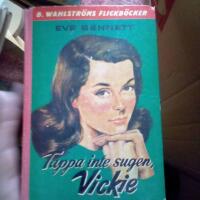 B. WAHLSTRÖMS FLICKBÖCKER
EVE BENNETT
Tappa inte sugen,
Vickie